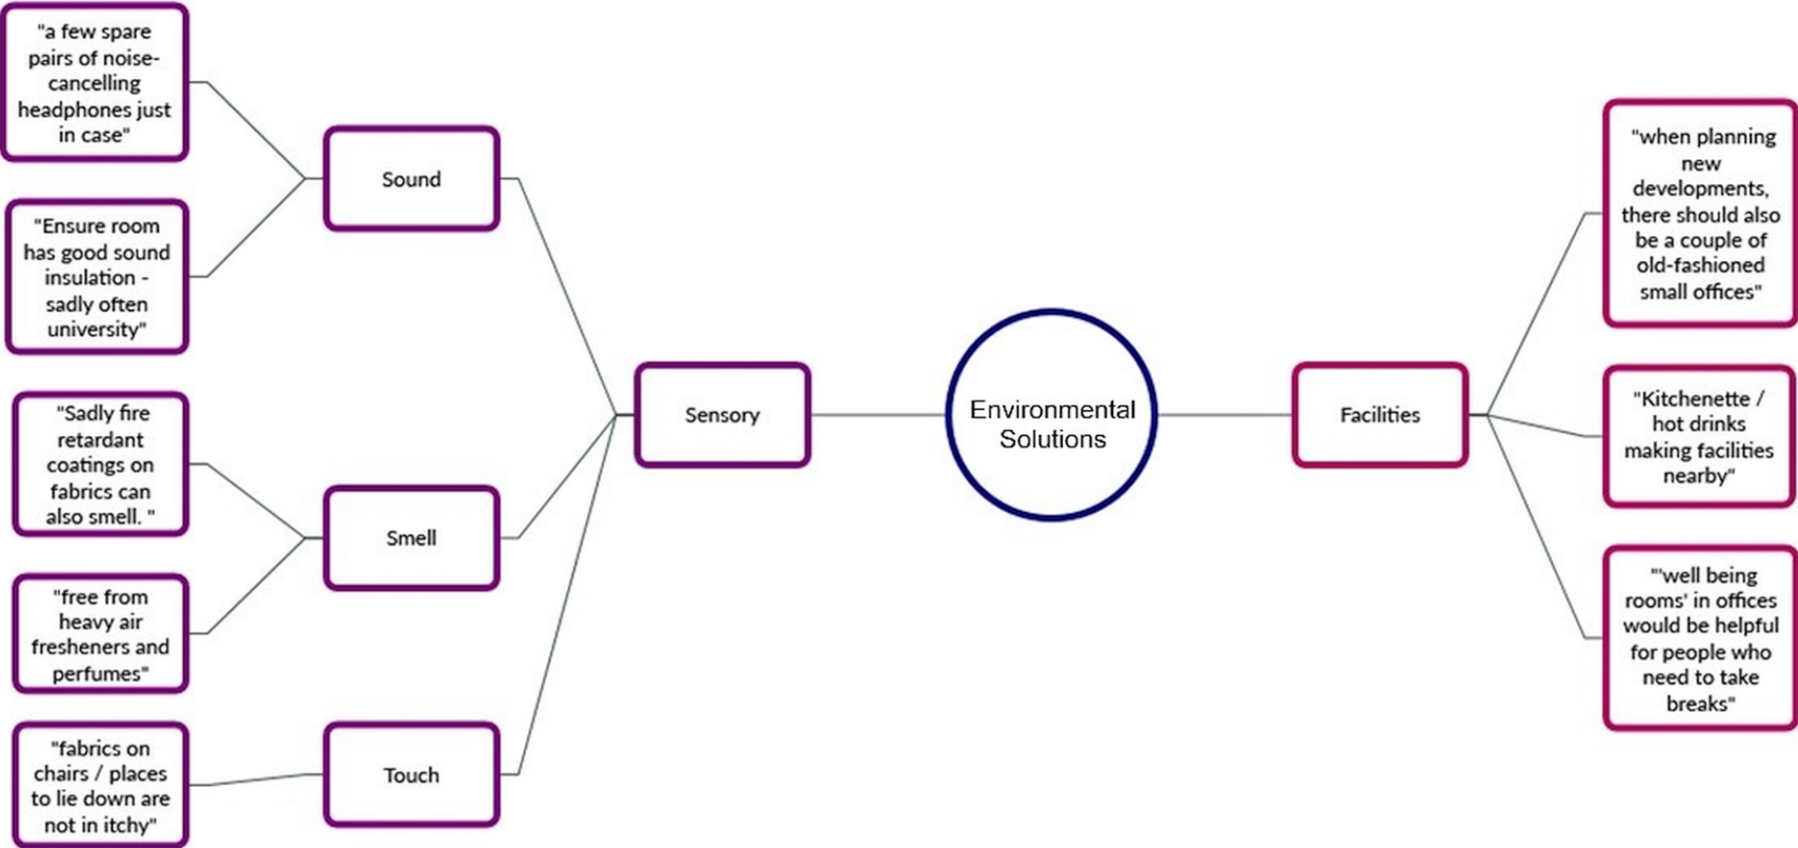 "a few spare
pairs of noise-
cancelling
headphones just
in case"
"Ensure room
has good sound
insulation -
sadly often
university"
"Sadly fire
retardant
coatings on
fabrics can
also smell. "
"free from
heavy air
fresheners and
perfumes"
"fabrics on
chairs / places
to lie down are
not in itchy"
Sound
Smell
Touch
Sensory
Environmental
Solutions
Facilities
"when planning
new
developments,
there should also
be a couple of
old-fashioned
small offices"
"Kitchenette /
hot drinks
making facilities
nearby"
"'well being
rooms' in offices
would be helpful
for people who
need to take
breaks"